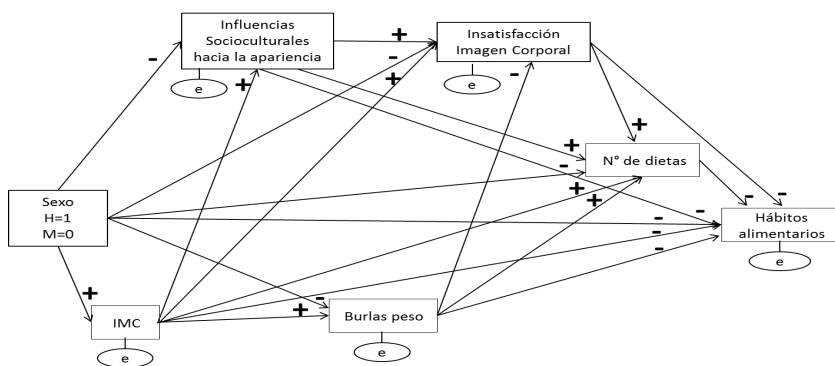 Influencias
Socioculturales
hacia la apariencia
Insatisfacción
Imagen Corporal
e
e
N° de dietas
Sexo
H=1
M=0
Hábitos
alimentarios
e
IMC
Burlas peso
e
e
+
-
-
+
+
-
+
+
-
+
+
-
-
-
-
-
-
+
-
+